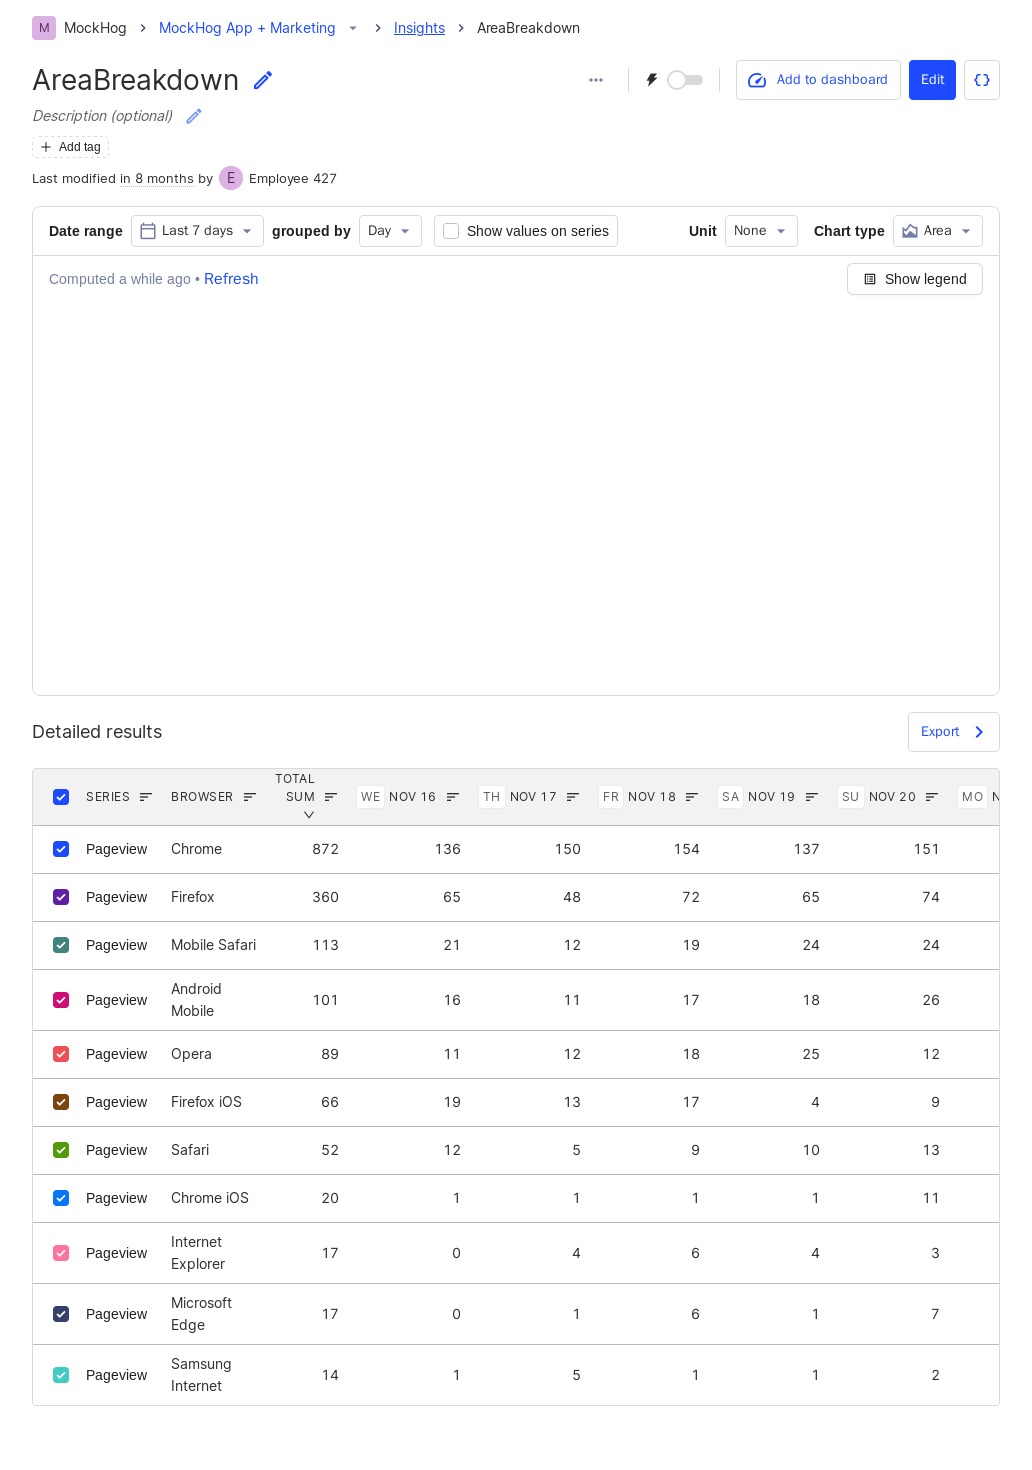 M MockHog MockHog App + Marketing Insights AreaBreakdown
AreaBreakdown
Add to dashboard Edit
Description (optional)
Add tag
Last modified in 8 months by E Employee 427
Date range Last 7 days grouped by Day Show values on series Unit None Chart type Area
Computed a while ago • Refresh Show legend
Detailed results Export
SERIES BROWSER TOTAL SUM WE NOV 16 TH NOV 17 FR NOV 18 SA NOV 19 SU NOV 20 MO
Pageview Chrome 872 136 150 154 137 151
Pageview Firefox 360 65 48 72 65 74
Pageview Mobile Safari 113 21 12 19 24 24
Pageview Android Mobile 101 16 11 17 18 26
Pageview Opera 89 11 12 18 25 12
Pageview Firefox iOS 66 19 13 17 4 9
Pageview Safari 52 12 5 9 10 13
Pageview Chrome iOS 20 1 1 1 1 11
Pageview Internet Explorer 17 0 4 6 4 3
Pageview Microsoft Edge 17 0 1 6 1 7
Pageview Samsung Internet 14 1 5 1 1 2